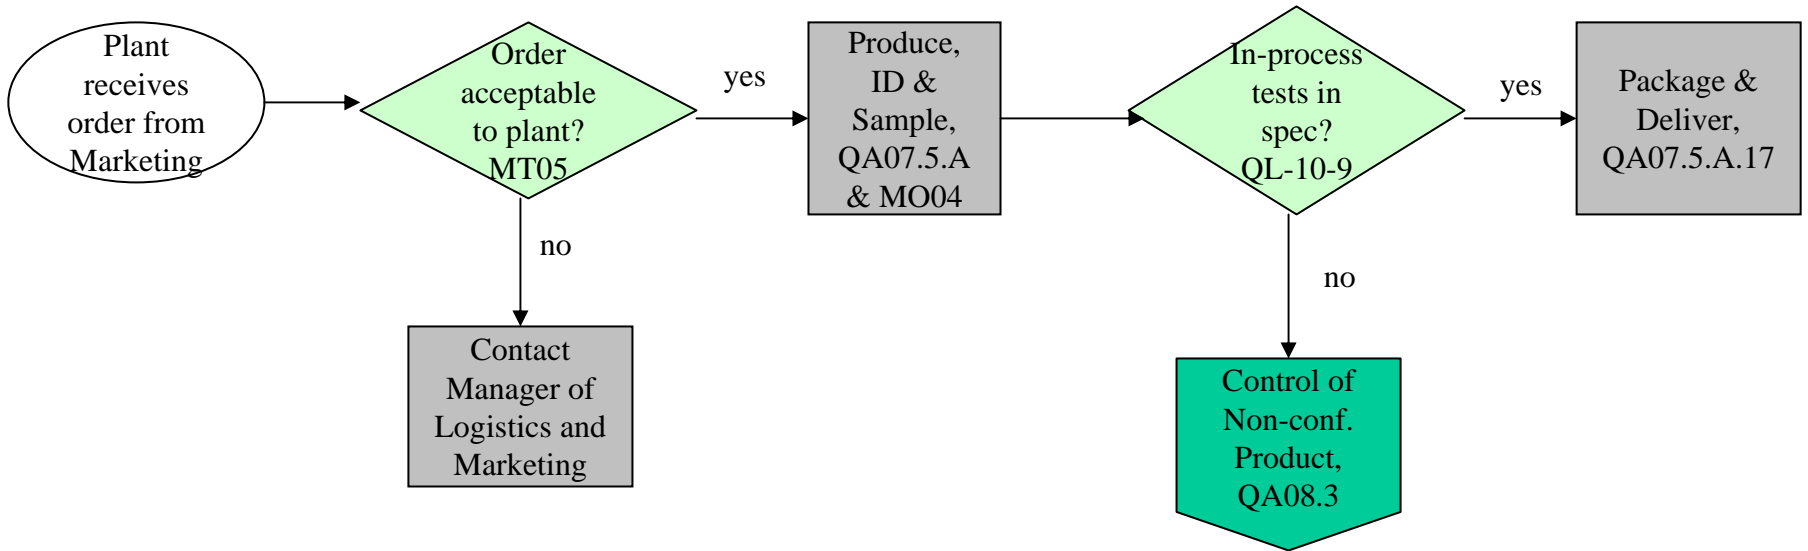 Plant
receives
order from
Marketing
Order
acceptable
to plant?
MT05
yes
no
Contact
Manager of
Logistics and
Marketing
Produce,
ID &
Sample,
QA07.5.A
& MO04
In-process
tests in
spec?
QL-10-9
yes
no
Control of
Non-conf.
Product,
QA08.3
Package &
Deliver,
QA07.5.A.17